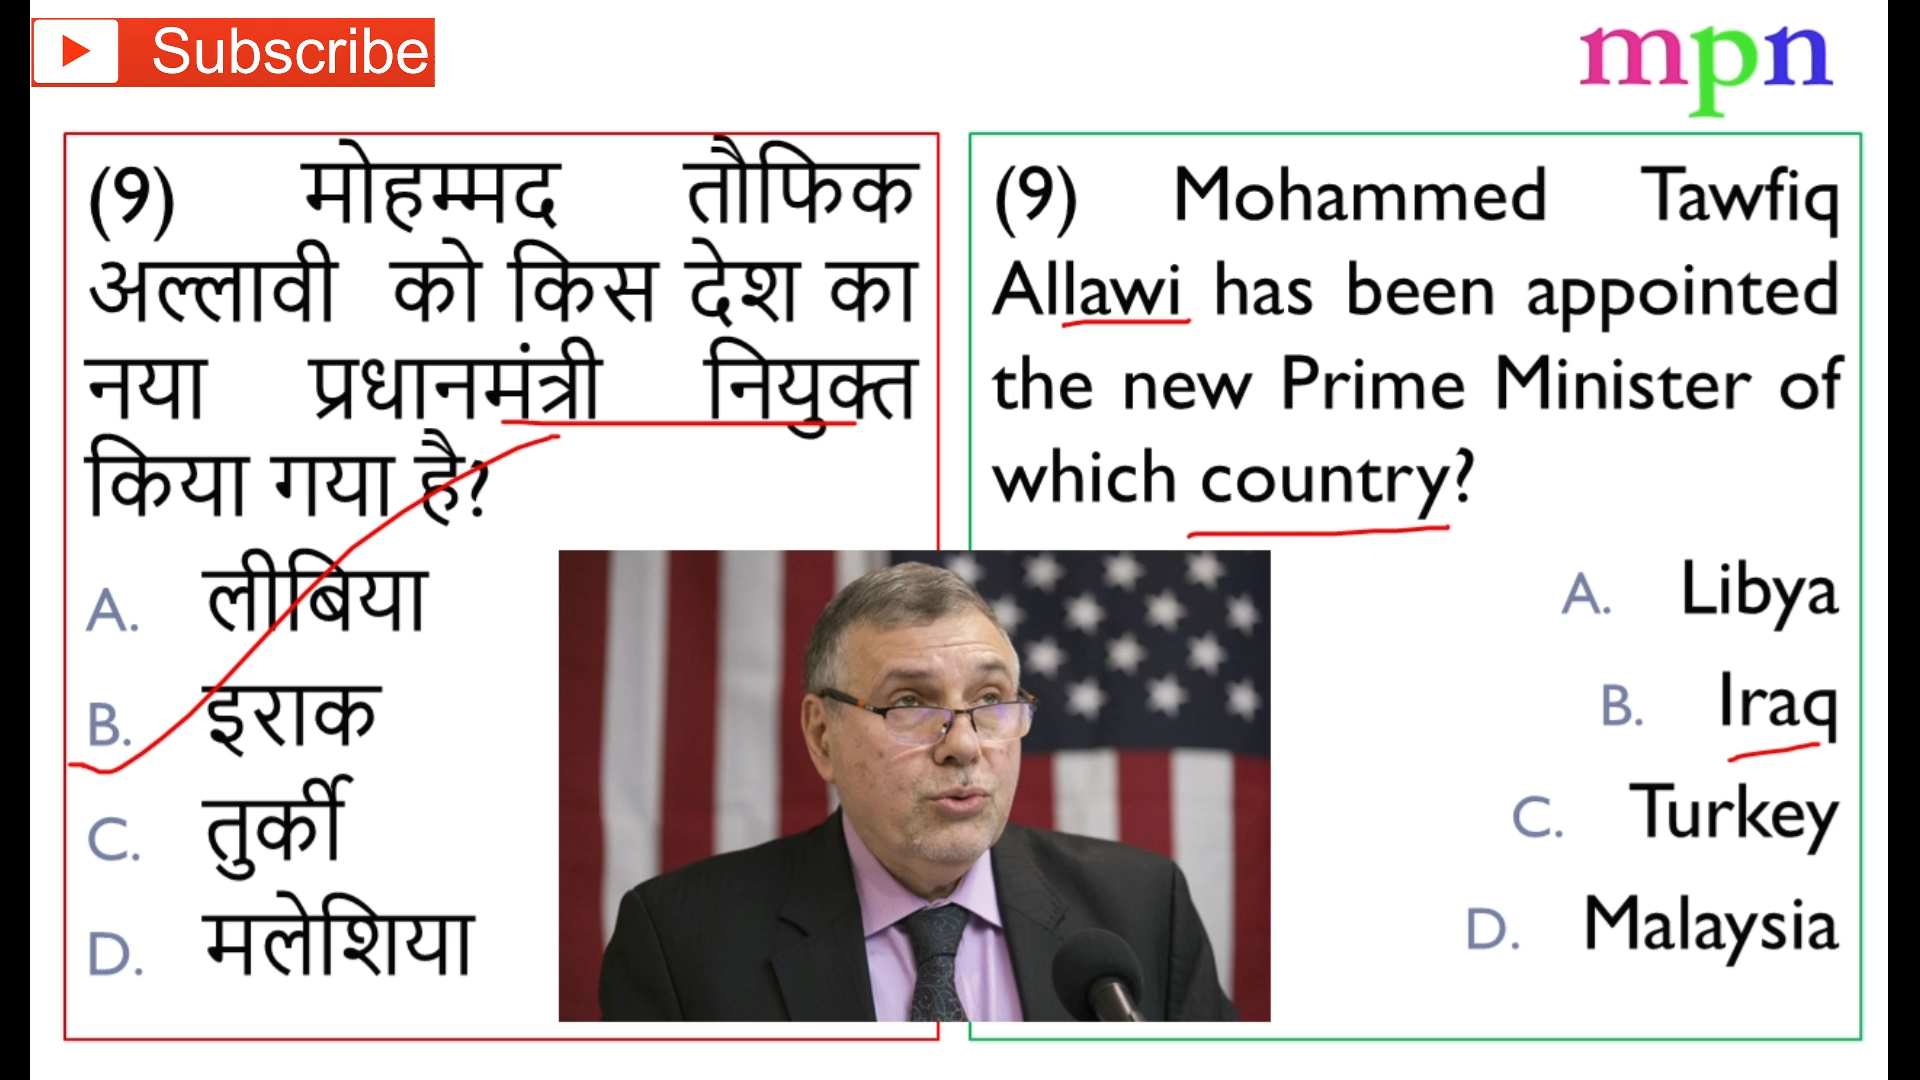 Subscribe
mpn
(9) मोहम्मद तौफिक
अल्लावी को किस देश का
नया प्रधानमंत्री नियुक्त
किया गया है?
A. लीबिया
B. इराक
C. तुर्की
D. मलेशिया
(9) Mohammed Tawfiq
Allawi has been appointed
the new Prime Minister of
which country?
A. Libya
B. Iraq
C. Turkey
D. Malaysia